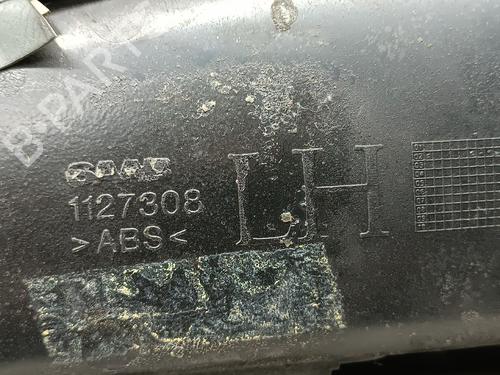 B-PARTS
LH
1127308
>ABS<